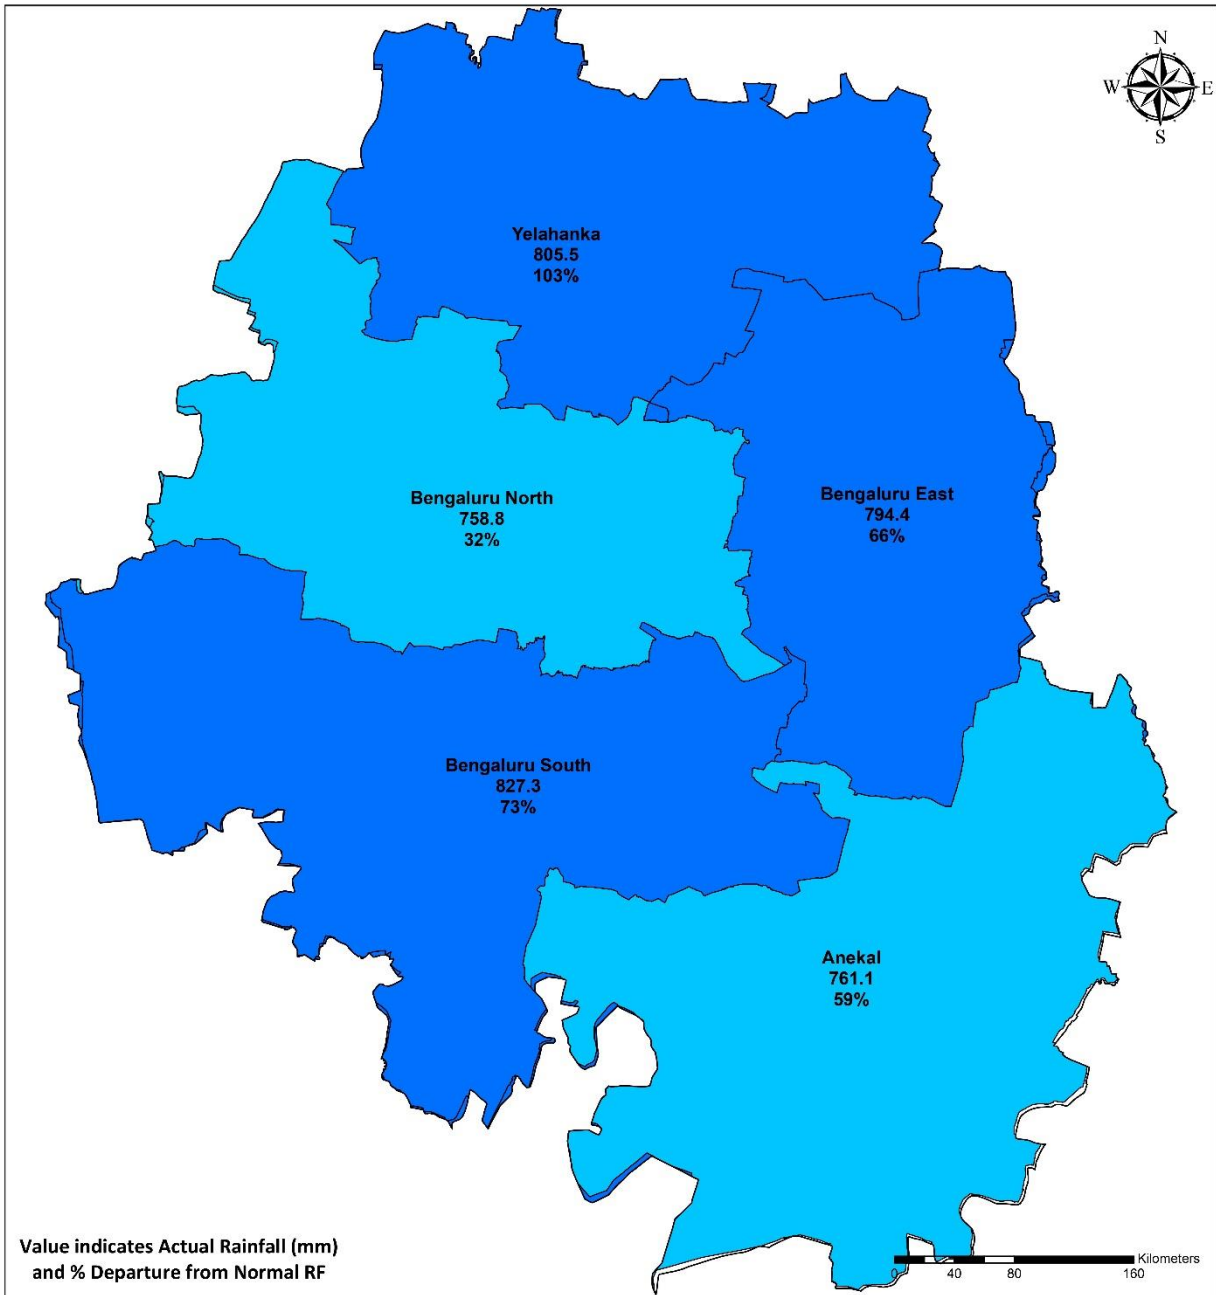 N
W
E
S
Yelahanka
805.5
103%
Bengaluru North
758.8
32%
Bengaluru East
794.4
66%
Bengaluru South
827.3
73%
Anekal
761.1
59%
Value indicates Actual Rainfall (mm)
and % Departure from Normal RF
Kilometers
0 40 80 160